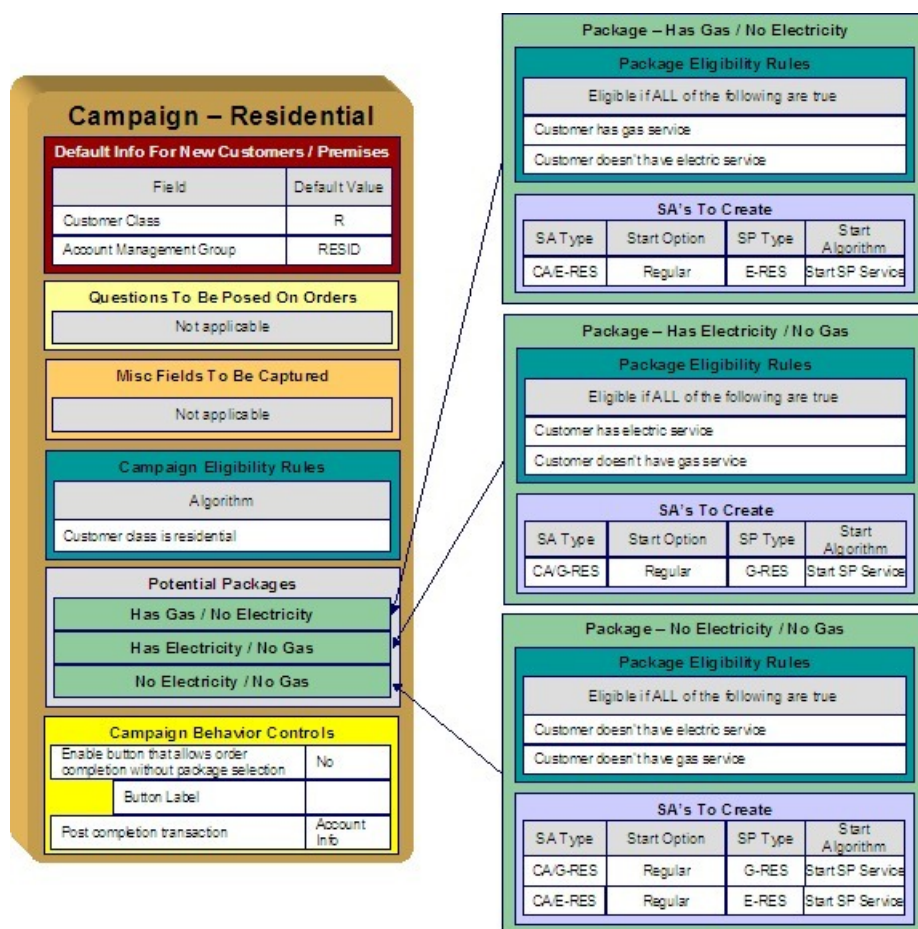 Campaign – Residential
Default Info For New Customers / Premises
Field Default Value
Customer Class R
Account Management Group RESID
Questions To Be Posed On Orders
Not applicable
Misc Fields To Be Captured
Not applicable
Campaign Eligibility Rules
Algorithm
Customer class is residential
Potential Packages
Has Gas / No Electricity
Has Electricity / No Gas
No Electricity / No Gas
Campaign Behavior Controls
Enable button that allows order
completion without package selection
No
Button Label
Post completion transaction
Account
Info
Package – Has Gas / No Electricity
Package Eligibility Rules
Eligible if ALL of the following are true
Customer has gas service
Customer doesn't have electric service
SA's To Create
SA Type Start Option SP Type Start
Algorithm
CA/E-RES Regular E-RES Start SP Service
Package – Has Electricity / No Gas
Package Eligibility Rules
Eligible if ALL of the following are true
Customer has electric service
Customer doesn't have gas service
SA's To Create
SA Type Start Option SP Type Start
Algorithm
CA/G-RES Regular G-RES Start SP Service
Package – No Electricity / No Gas
Package Eligibility Rules
Eligible if ALL of the following are true
Customer doesn't have electric service
Customer doesn't have gas service
SA's To Create
SA Type Start Option SP Type Start
Algorithm
CA/G-RES Regular G-RES Start SP Service
CA/E-RES Regular E-RES Start SP Service